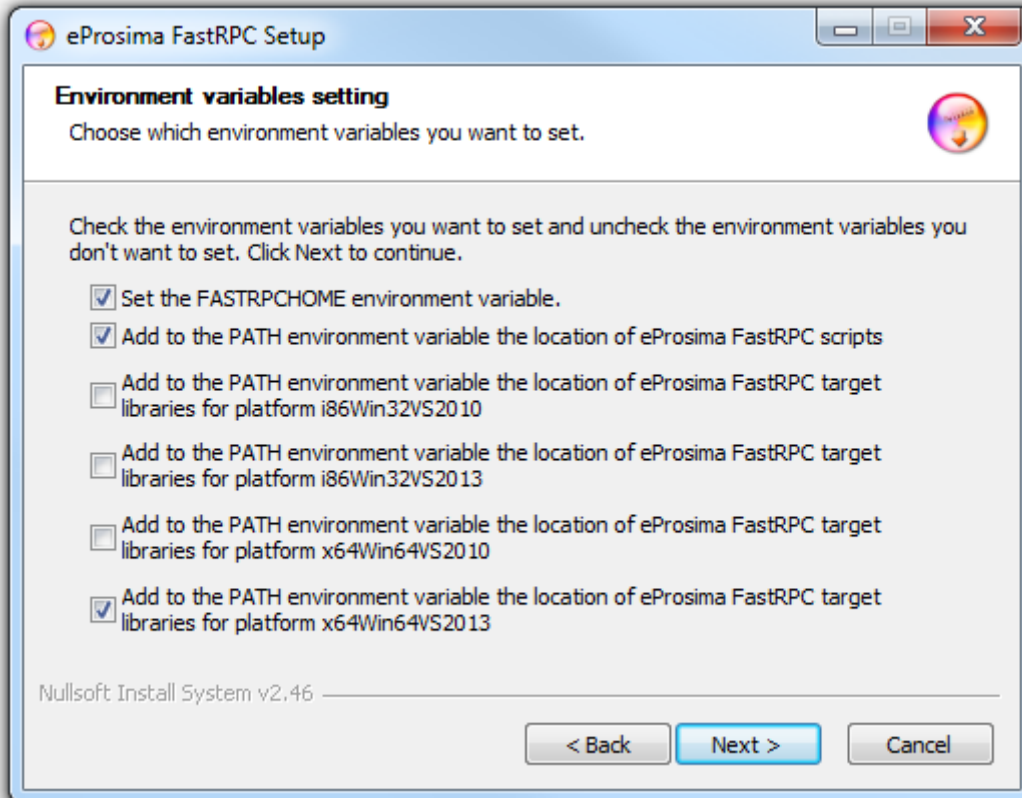 eProsima FastRPC Setup
Environment variables setting
Choose which environment variables you want to set.
Check the environment variables you want to set and uncheck the environment variables you
don't want to set. Click Next to continue.
Set the FASTRPCHOME environment variable.
Add to the PATH environment variable the location of eProsima FastRPC scripts
Add to the PATH environment variable the location of eProsima FastRPC target
libraries for platform i86Win32VS2010
Add to the PATH environment variable the location of eProsima FastRPC target
libraries for platform i86Win32VS2013
Add to the PATH environment variable the location of eProsima FastRPC target
libraries for platform x64Win64VS2010
Add to the PATH environment variable the location of eProsima FastRPC target
libraries for platform x64Win64VS2013
Nullsoft Install System v2.46
< Back
Next >
Cancel